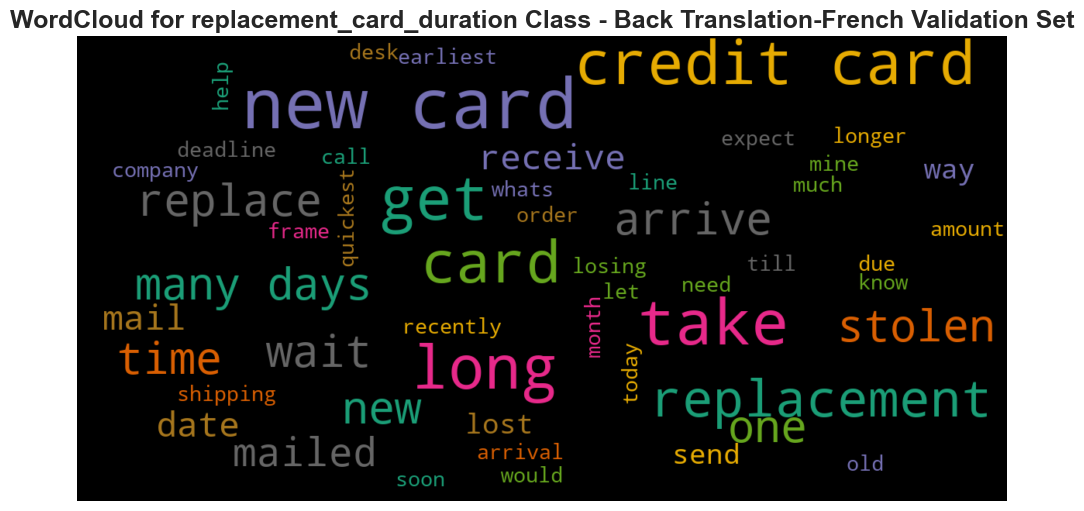 WordCloud for replacement_card_duration Class - Back Translation-French Validation Set
desk
earliest
credit card
help
new card
expect
longer
deadline
call
receive
mine
way
company
quickest
whats
line
much
replace
get
order
arrive
frame
amount
card
losing
till
due
many days
let
need
know
mail
recently
month
take
stolen
time
wait
long
today
shipping
new
replacement
date
lost
one
mailed
arrival
send
old
soon
would